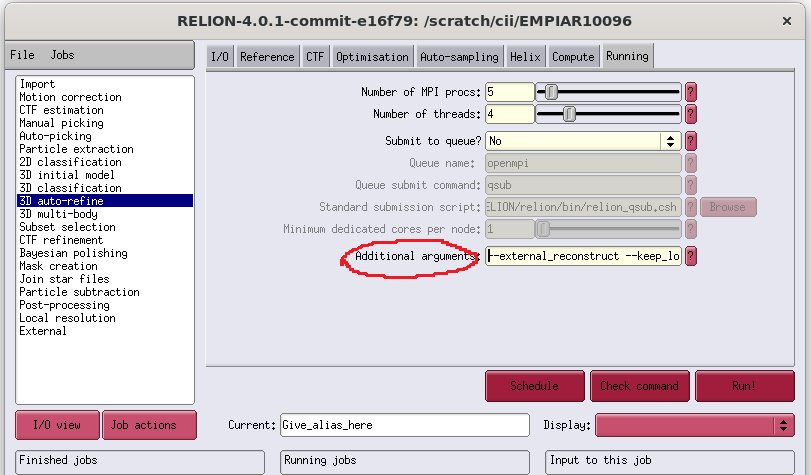 RELION-4.0.1-commit-e16f79: /scratch/cii/EMPIAR10096
File Jobs
I/O Reference CTF Optimisation Auto-sampling Helix Compute Running
Import
Motion correction
CTF estimation
Manual picking
Auto-picking
Particle extraction
2D classification
3D initial model
3D classification
3D auto-refine
3D multi-body
Subset selection
CTF refinement
Bayesian polishing
Mask creation
Join star files
Particle subtraction
Post-processing
Local resolution
External
Number of MPI procs: 5 ?
Number of threads: 4 ?
Submit to queue? No ?
Queue name: openmpi ?
Queue submit command: qsub ?
Standard submission script: ELION/relion/bin/relion_qsub.csh ? Browse
Minimum dedicated cores per node: 1 ?
Additional arguments: --external_reconstruct --keep_lo ?
Schedule Check command Run!
I/O view Job actions Current: Give_alias_here Display:
Finished jobs Running jobs Input to this job